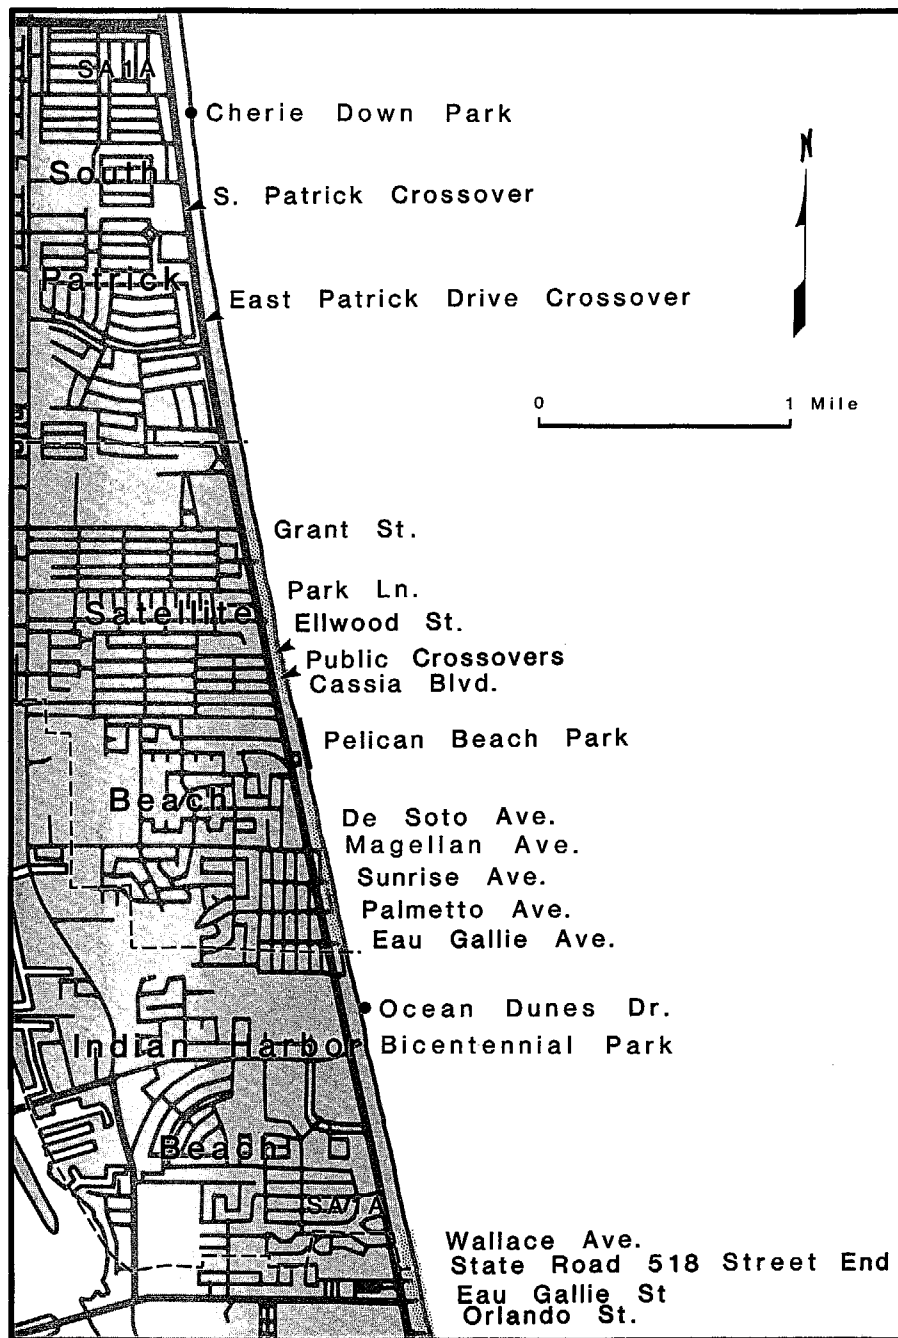 SA1A
Cherie Down Park
N
South
S. Patrick Crossover
Patrick
East Patrick Drive Crossover
0 1 Mile
Grant St.
Park Ln.
Satellite
Ellwood St.
Public Crossovers
Cassia Blvd.
Pelican Beach Park
Beach
De Soto Ave.
Magellan Ave.
Sunrise Ave.
Palmetto Ave.
Eau Gallie Ave.
Ocean Dunes Dr.
Indian Harbor Bicentennial Park
Beach
SA1A
Wallace Ave.
State Road 518 Street End
Eau Gallie St
Orlando St.